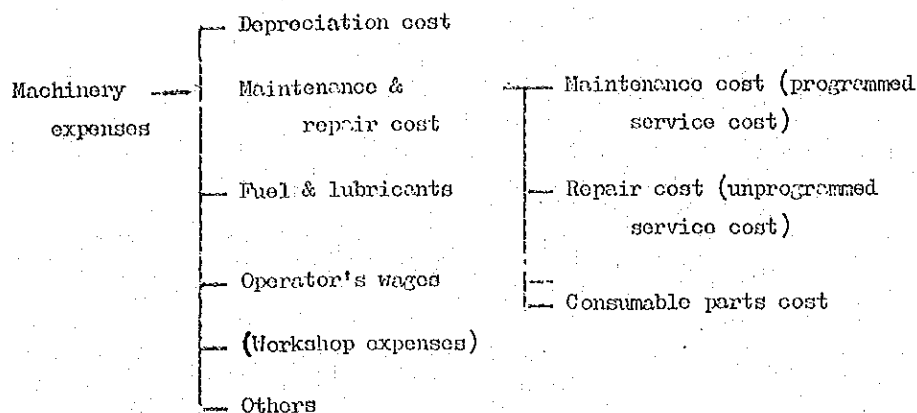 Depreciation cost
Machinery
expenses
Maintenance &
repair cost
Maintenance cost (programmed
service cost)
Fuel & lubricants
Repair cost (unprogrammed
service cost)
Operator's wages
Consumable parts cost
(Workshop expenses)
Others